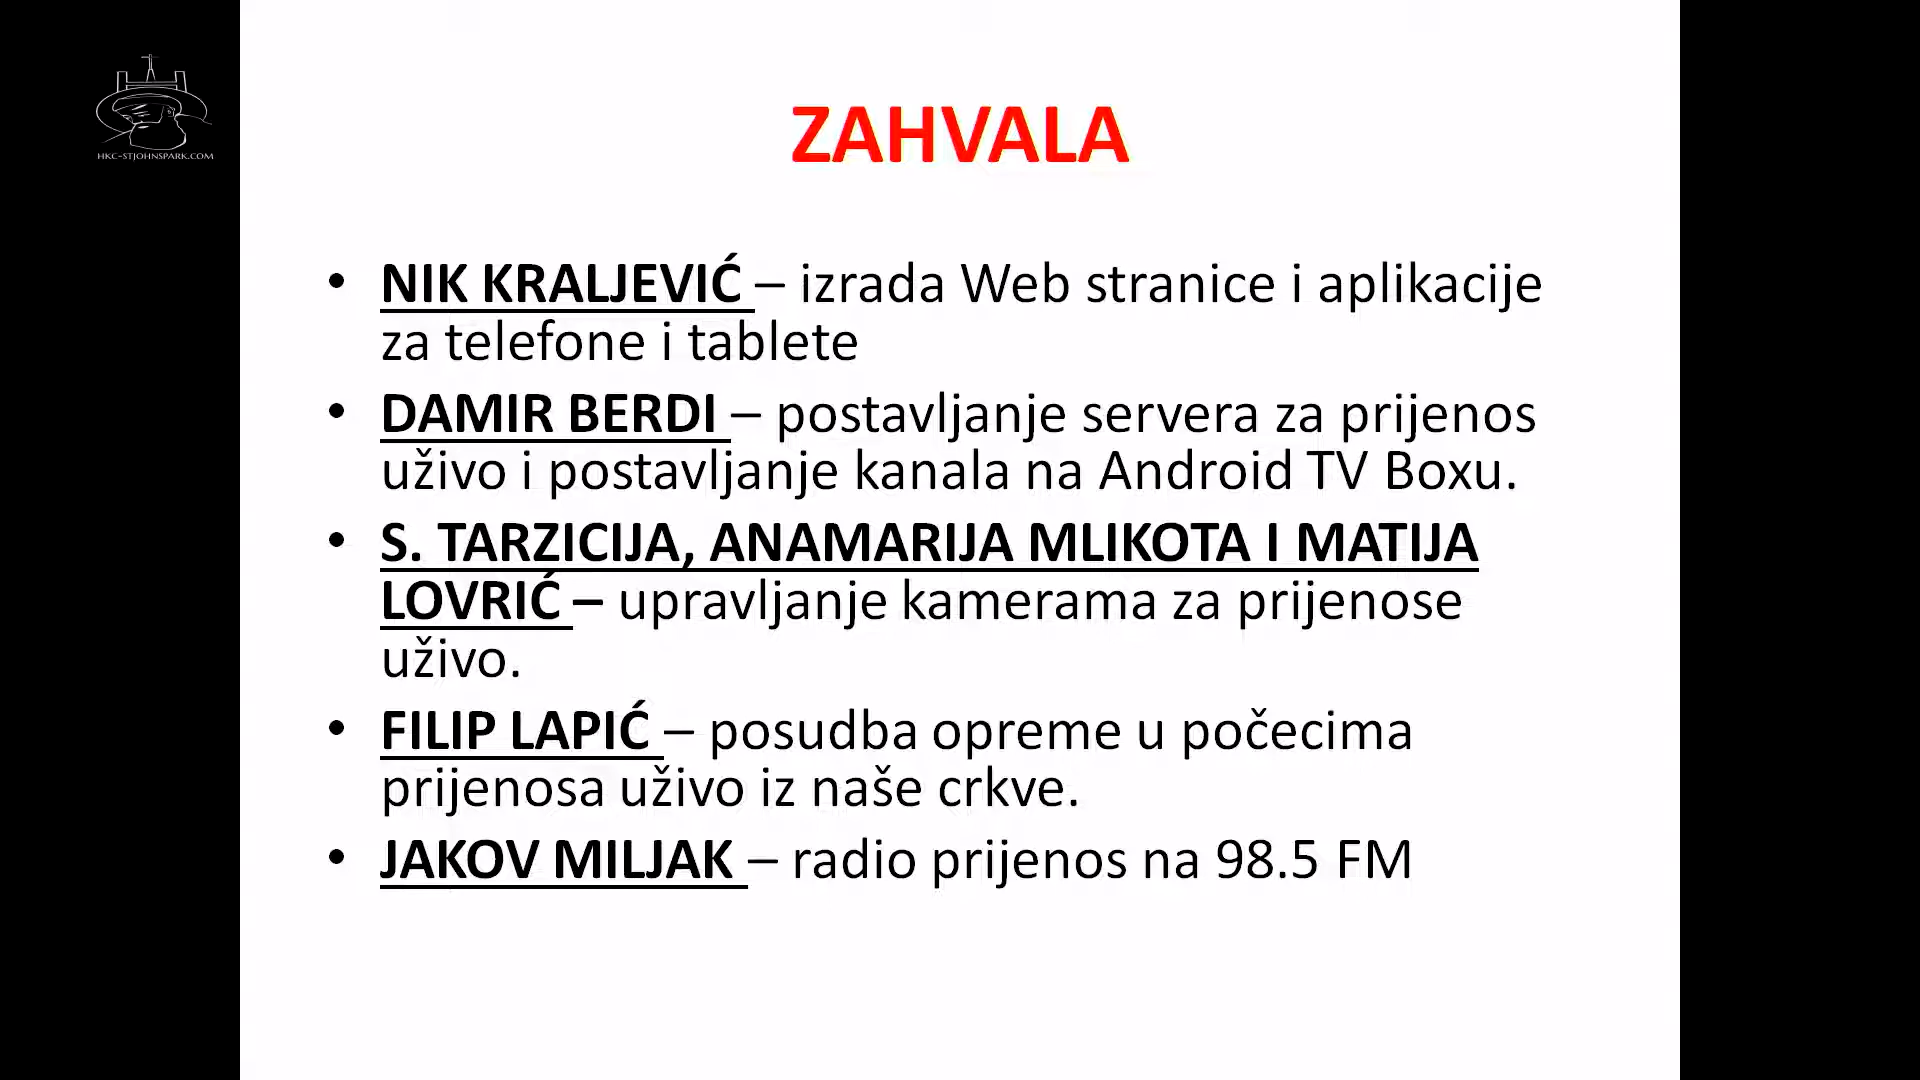 HKC-STJOHNSPARK.COM
ZAHVALA
• NIK KRALJEVIĆ – izrada Web stranice i aplikacije
za telefone i tablete
• DAMIR BERDI – postavljanje servera za prijenos
uživo i postavljanje kanala na Android TV Boxu.
• S. TARZICIJA, ANAMARIJA MLIKOTA I MATIJA
LOVRIĆ – upravljanje kamerama za prijenose
uživo.
• FILIP LAPIĆ – posudba opreme u počecima
prijenosa uživo iz naše crkve.
• JAKOV MILJAK – radio prijenos na 98.5 FM